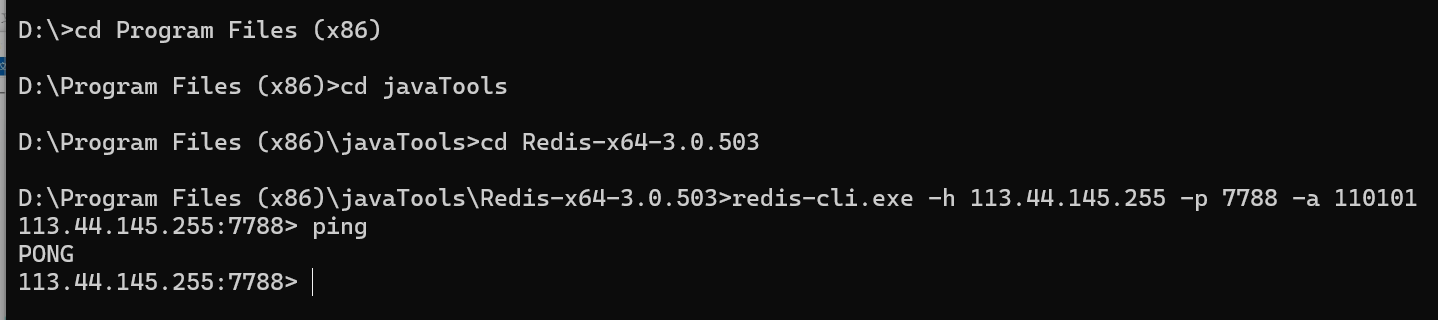 D:\>cd Program Files (x86)
D:\Program Files (x86)>cd javaTools
D:\Program Files (x86)\javaTools>cd Redis-x64-3.0.503
D:\Program Files (x86)\javaTools\Redis-x64-3.0.503>redis-cli.exe -h 113.44.145.255 -p 7788 -a 110101
113.44.145.255:7788> ping
PONG
113.44.145.255:7788>